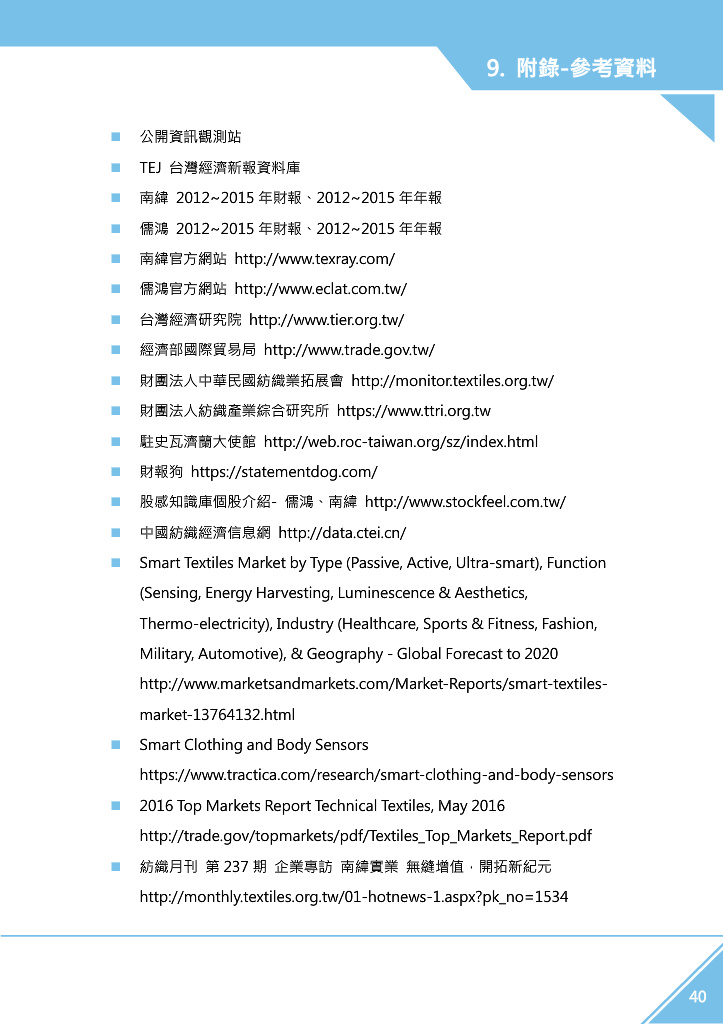 9. 附錄-參考資料
公開資訊觀測站
TEJ 台灣經濟新報資料庫
南緯 2012~2015 年財報、2012~2015 年年報
儒鴻 2012~2015 年財報、2012~2015 年年報
南緯官方網站 http://www.texray.com/
儒鴻官方網站 http://www.eclat.com.tw/
台灣經濟研究院 http://www.tier.org.tw/
經濟部國際貿易局 http://www.trade.gov.tw/
財團法人中華民國紡織業拓展會 http://monitor.textiles.org.tw/
財團法人紡織產業綜合研究所 https://www.ttri.org.tw
駐史瓦濟蘭大使館 http://web.roc-taiwan.org/sz/index.html
財報狗 https://statementdog.com/
股感知識庫個股介紹- 儒鴻、南緯 http://www.stockfeel.com.tw/
中國紡織經濟信息網 http://data.ctei.cn/
Smart Textiles Market by Type (Passive, Active, Ultra-smart), Function
(Sensing, Energy Harvesting, Luminescence & Aesthetics,
Thermo-electricity), Industry (Healthcare, Sports & Fitness, Fashion,
Military, Automotive), & Geography - Global Forecast to 2020
http://www.marketsandmarkets.com/Market-Reports/smart-textiles-
market-13764132.html
Smart Clothing and Body Sensors
https://www.tractica.com/research/smart-clothing-and-body-sensors
2016 Top Markets Report Technical Textiles, May 2016
http://trade.gov/topmarkets/pdf/Textiles_Top_Markets_Report.pdf
紡織月刊 第 237 期 企業專訪 南緯實業 無縫增值，開拓新紀元
http://monthly.textiles.org.tw/01-hotnews-1.aspx?pk_no=1534
40